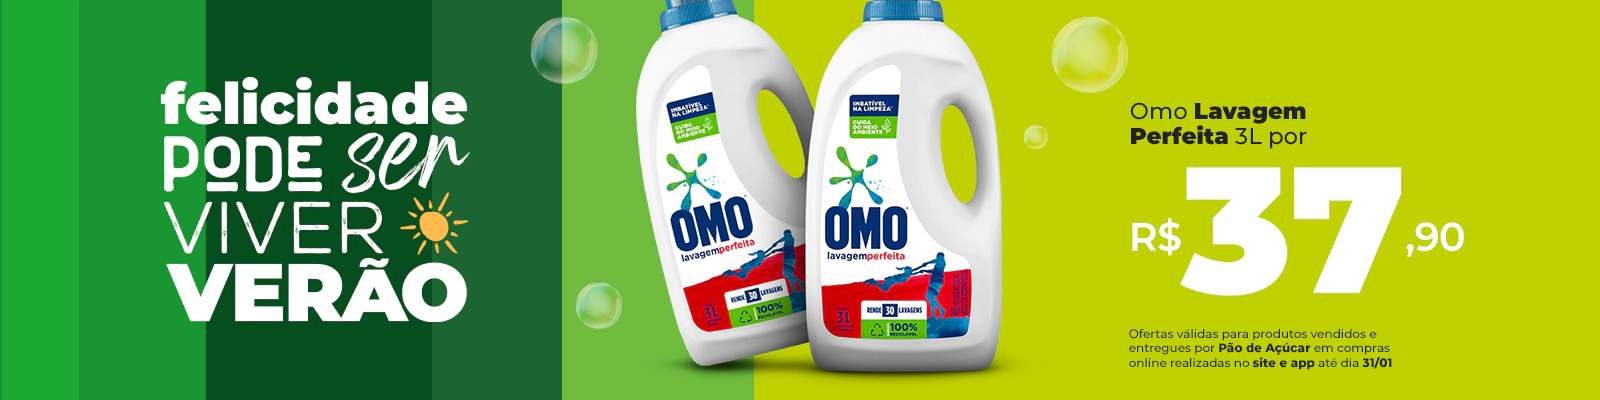 felicidade
PODE ser
VIVER
VERÃO
IMBATÍVEL
NA LIMPEZA*
CUIDA
DO MEIO
AMBIENTE
OMO
lavagemperfeita
RENDE 30 LAVAGENS
3L
100%
RECICLÁVEL
IMBATÍVEL
NA LIMPEZA*
CUIDA
DO MEIO
AMBIENTE
OMO
lavagemperfeita
RENDE 30 LAVAGENS
3L
100%
RECICLÁVEL
Omo Lavagem
Perfeita 3L por
R$37,90
Ofertas válidas para produtos vendidos e
entregues por Pão de Açúcar em compras
online realizadas no site e app até dia 31/01